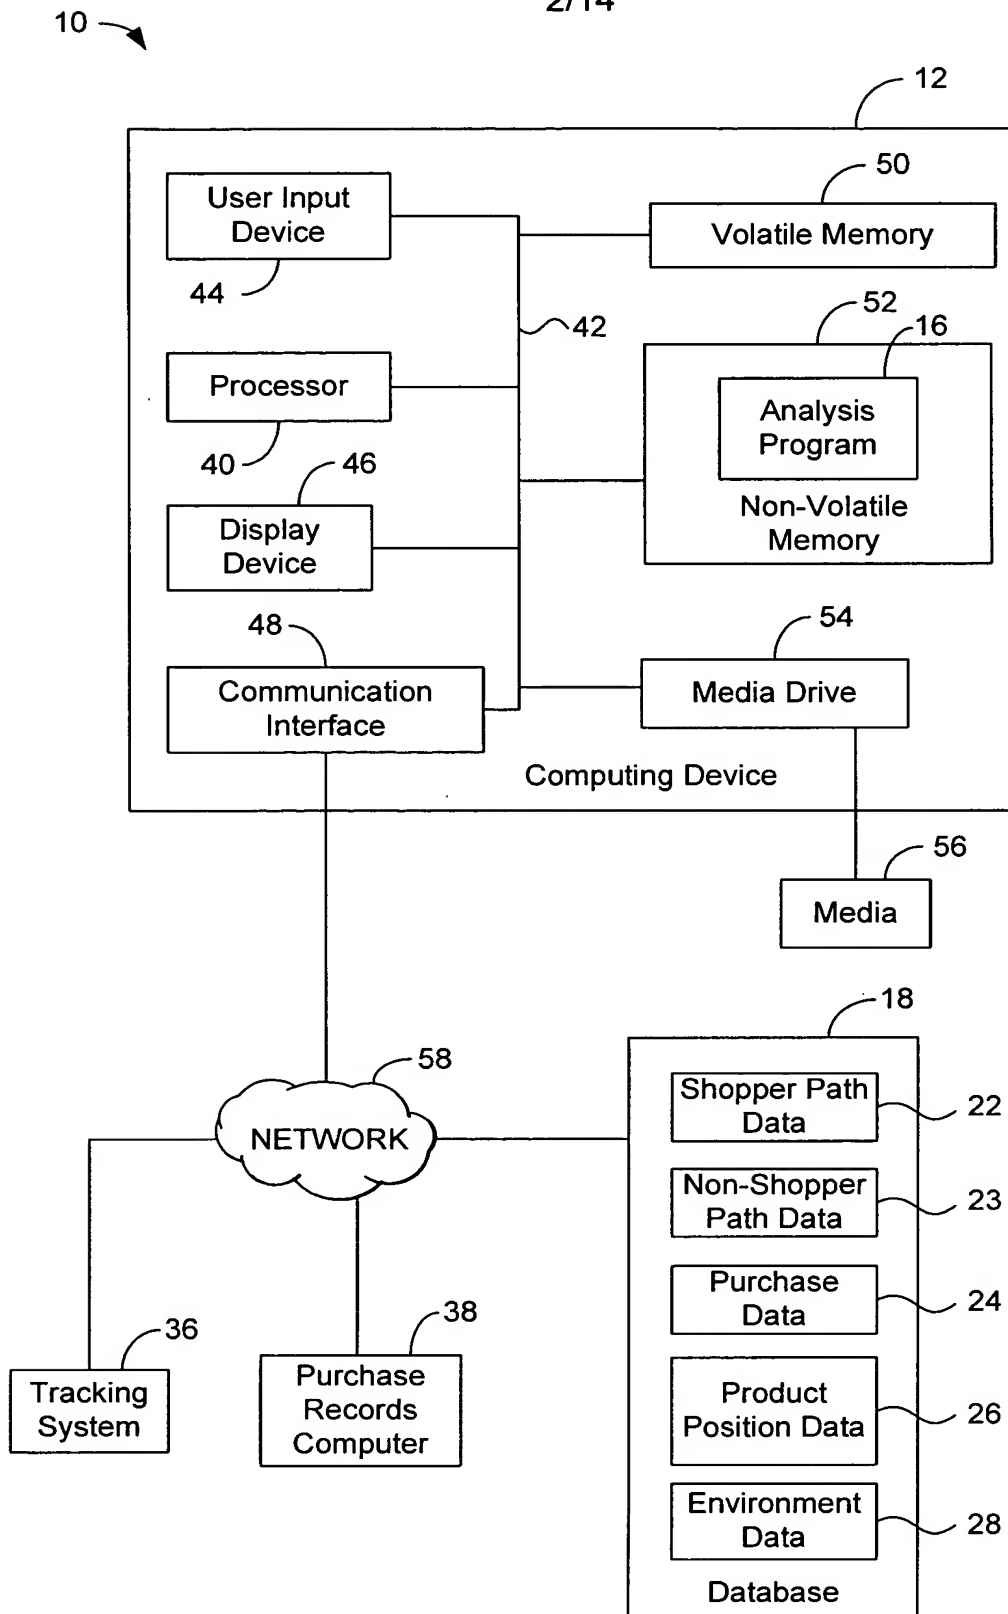 2/14
10
12
User Input
Device
44
50
Volatile Memory
42
52
16
Processor
40
Analysis
Program
Non-Volatile
Memory
46
Display
Device
48
Communication
Interface
54
Media Drive
Computing Device
56
Media
18
58
NETWORK
Shopper Path
Data
22
Non-Shopper
Path Data
23
Purchase
Data
24
Product
Position Data
26
Environment
Data
28
Database
36
Tracking
System
38
Purchase
Records
Computer